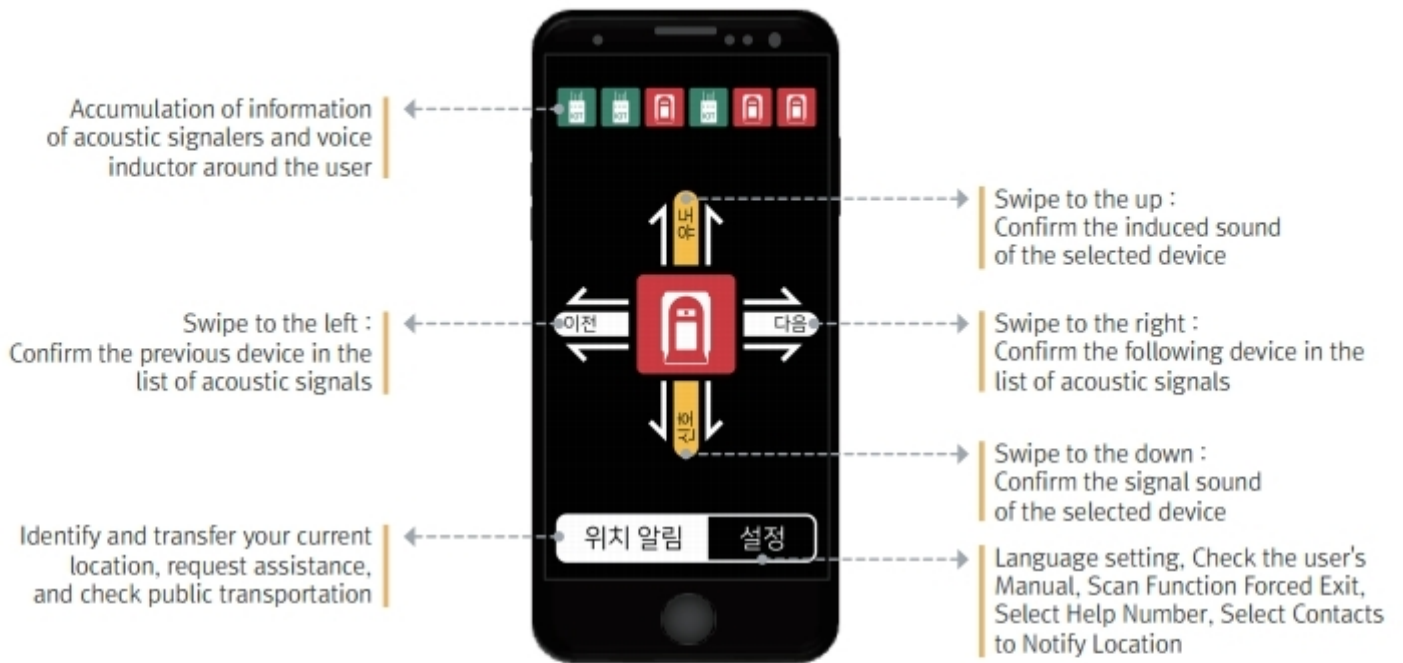 Accumulation of information
of acoustic signalers and voice
inductor around the user
Swipe to the up :
Confirm the induced sound
of the selected device
유도
Swipe to the left :
Confirm the previous device in the
list of acoustic signals
이전
다음
Swipe to the right :
Confirm the following device in the
list of acoustic signals
신호
Swipe to the down :
Confirm the signal sound
of the selected device
Identify and transfer your current
location, request assistance,
and check public transportation
위치 알림
설정
Language setting, Check the user's
Manual, Scan Function Forced Exit,
Select Help Number, Select Contacts
to Notify Location